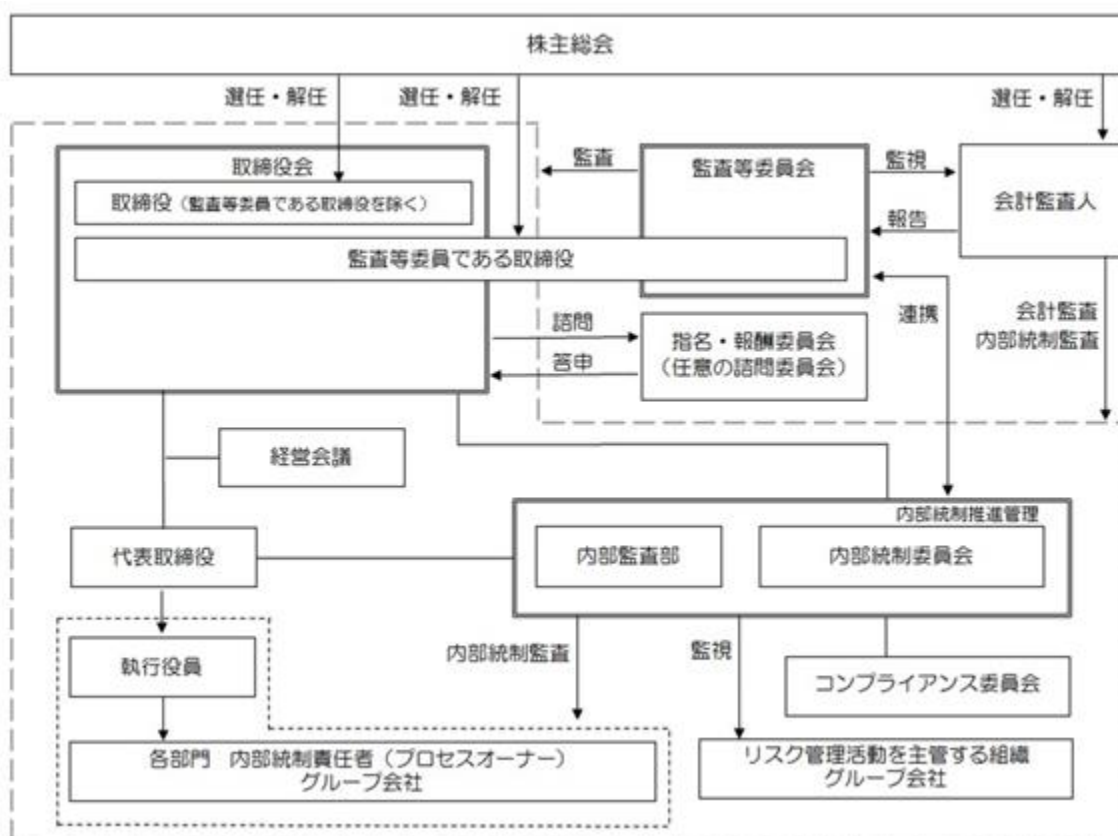 株主総会
選任・解任
選任・解任
選任・解任
取締役会
取締役（監査等委員である取締役を除く）
監査等委員である取締役
監査
監査等委員会
監視
報告
会計監査人
諮問
答申
指名・報酬委員会
（任意の諮問委員会）
連携
会計監査
内部統制監査
経営会議
内部統制推進管理
内部監査部
内部統制委員会
代表取締役
執行役員
内部統制監査
監視
コンプライアンス委員会
各部門　内部統制責任者（プロセスオーナー）
グループ会社
リスク管理活動を主管する組織
グループ会社